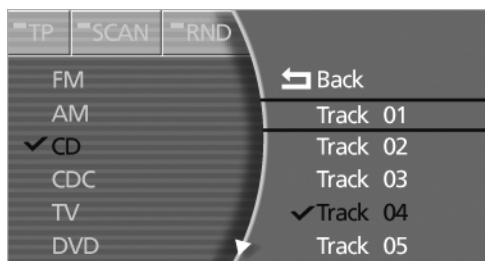 TP SCAN RND
FM
AM
CD
CDC
TV
DVD
Back
Track 01
Track 02
Track 03
Track 04
Track 05